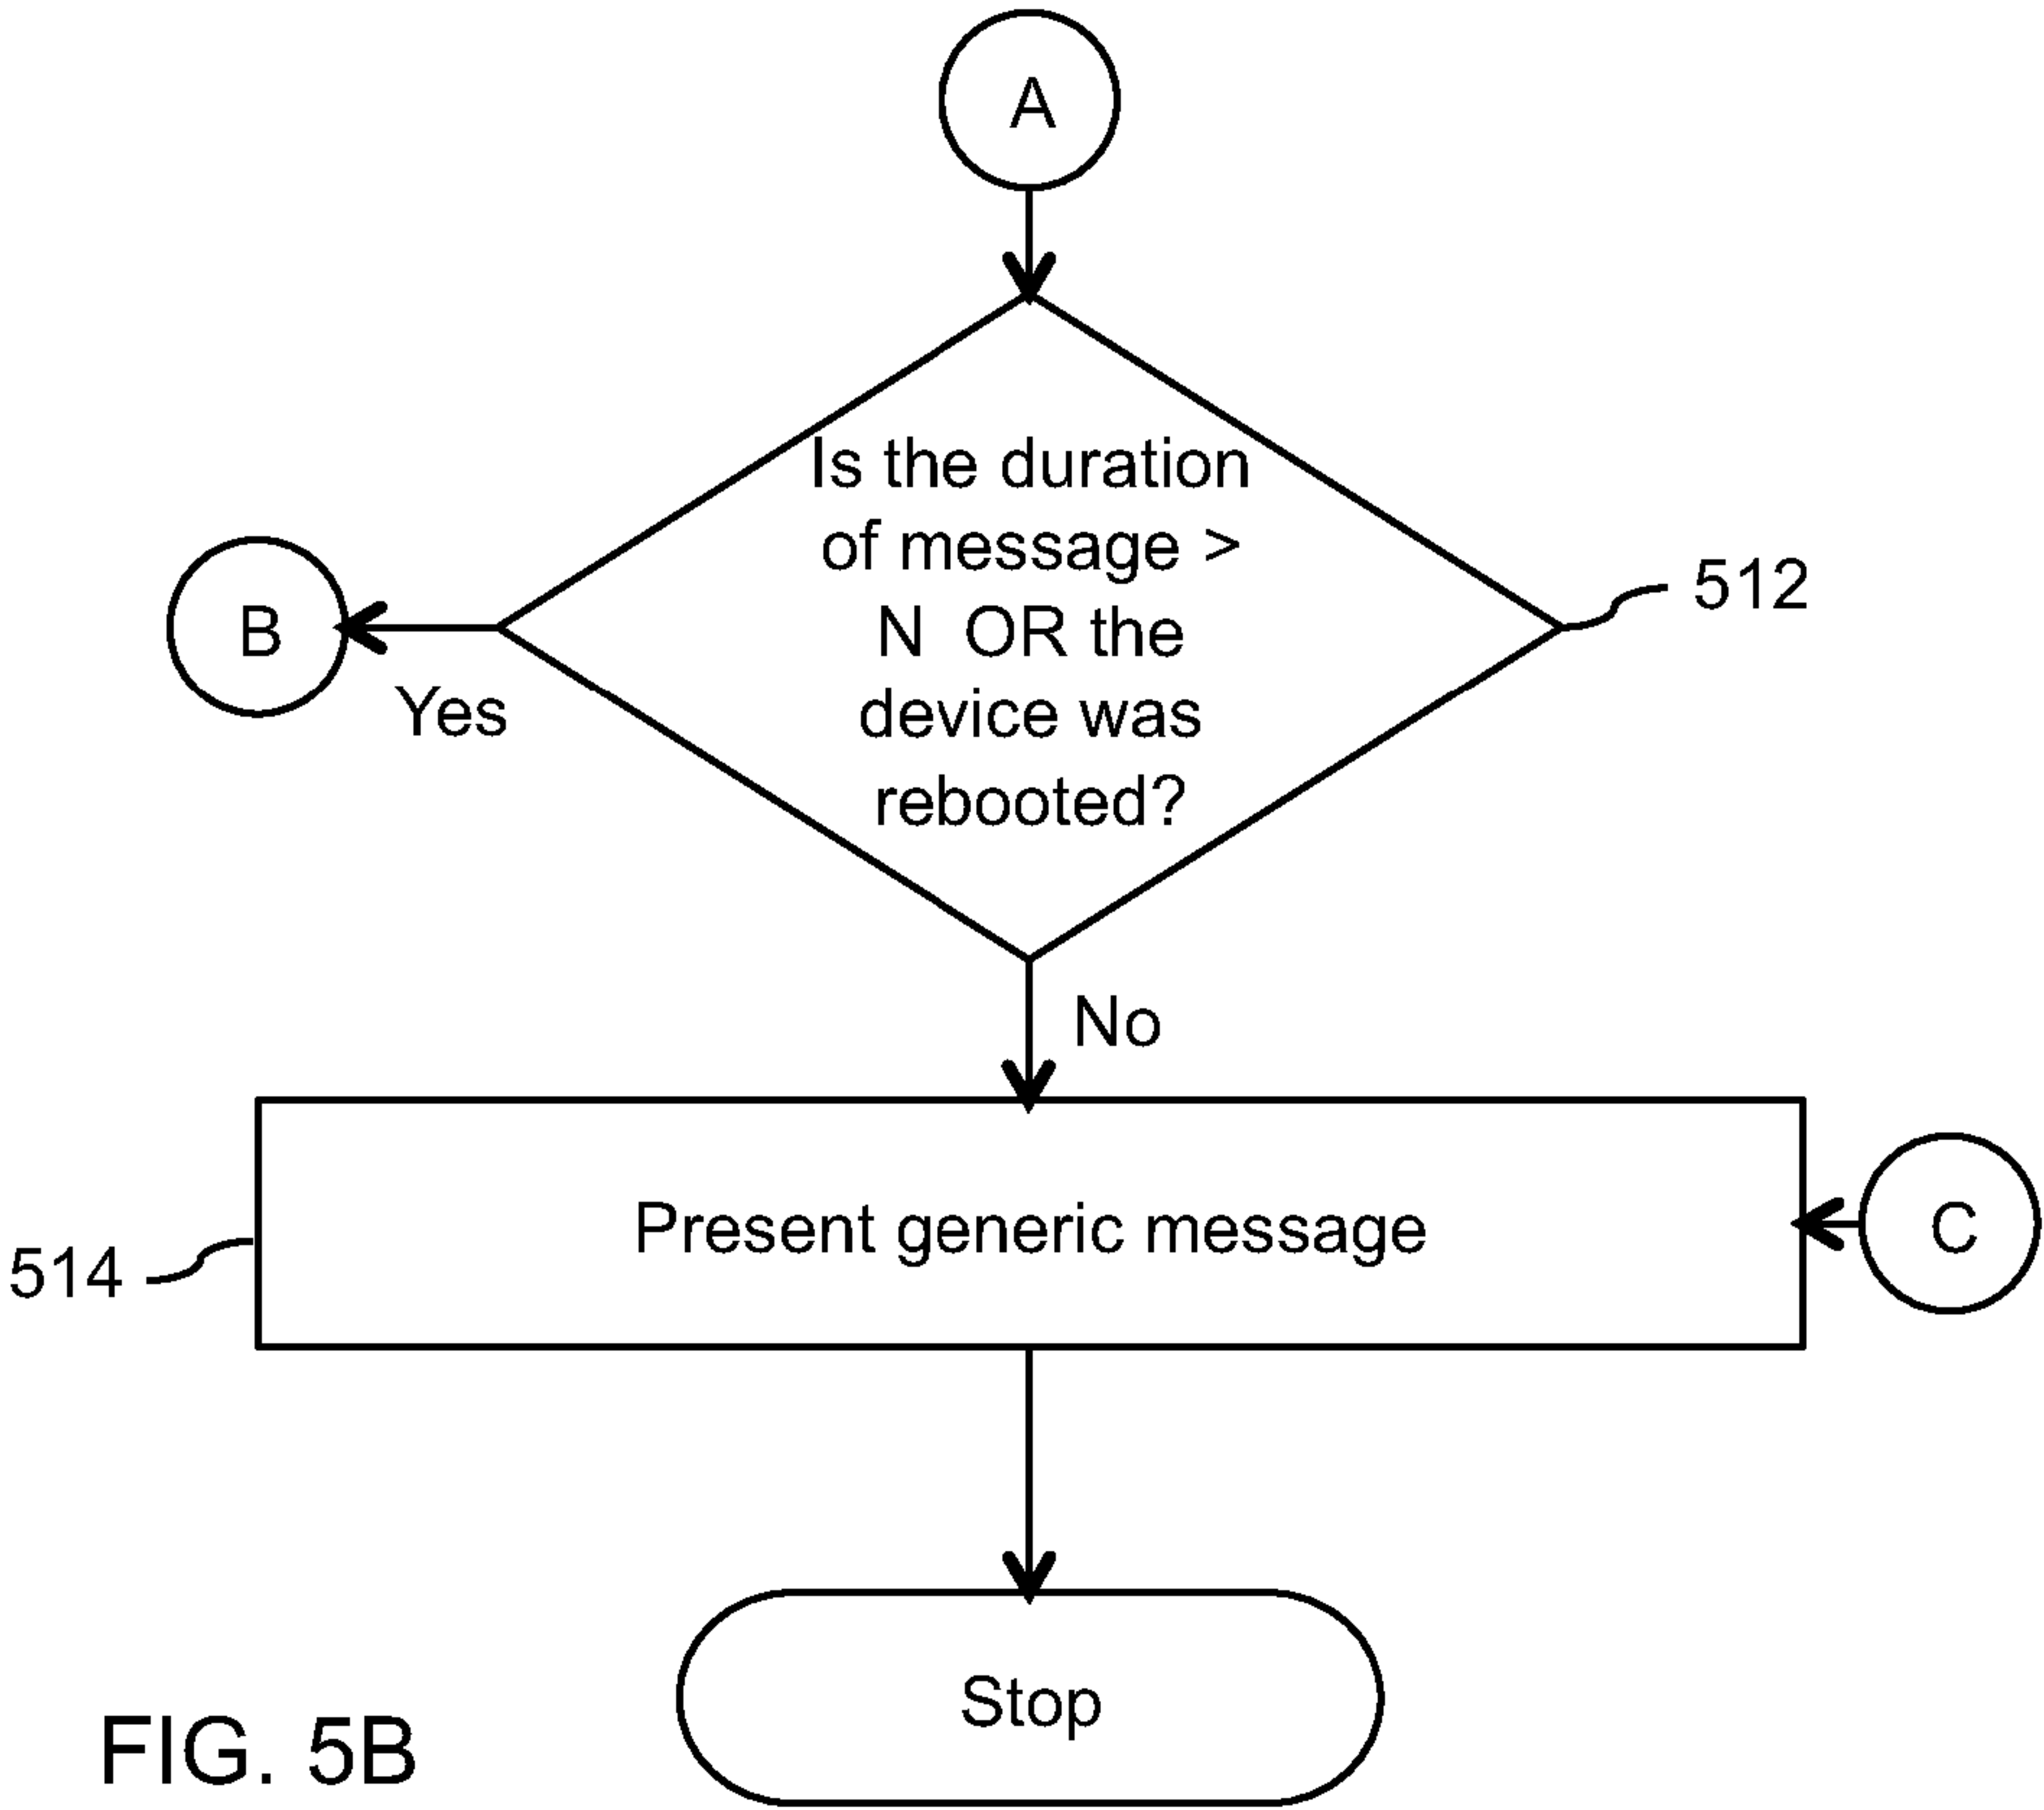 A
Is the duration
of message >
N OR the
device was
rebooted?
512
B
Yes
No
Present generic message
C
514
Stop
FIG. 5B